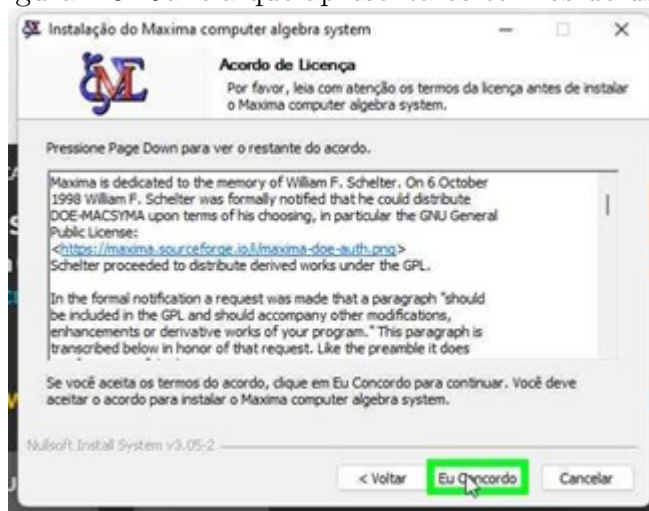 Instalação do Maxima computer algebra system
Acordo de Licença
Por favor, leia com atenção os termos da licença antes de instalar
o Maxima computer algebra system.
Pressione Page Down para ver o restante do acordo.
Maxima is dedicated to the memory of William F. Schelter. On 6 October
1998 William F. Schelter was formally notified that he could distribute
DOE-MACSYMA upon terms of his choosing, in particular the GNU General
Public License:
<https://maxima.sourceforge.io/i/maxima-doe-auth.png>
Schelter proceeded to distribute derived works under the GPL.
In the formal notification a request was made that a paragraph "should
be included in the GPL and should accompany other modifications,
enhancements or derivative works of your program." This paragraph is
transcribed below in honor of that request. Like the preamble it does
Se você aceita os termos do acordo, clique em Eu Concordo para continuar. Você deve
aceitar o acordo para instalar o Maxima computer algebra system.
Nullsoft Install System v3.05-2
< Voltar Eu Concordo Cancelar